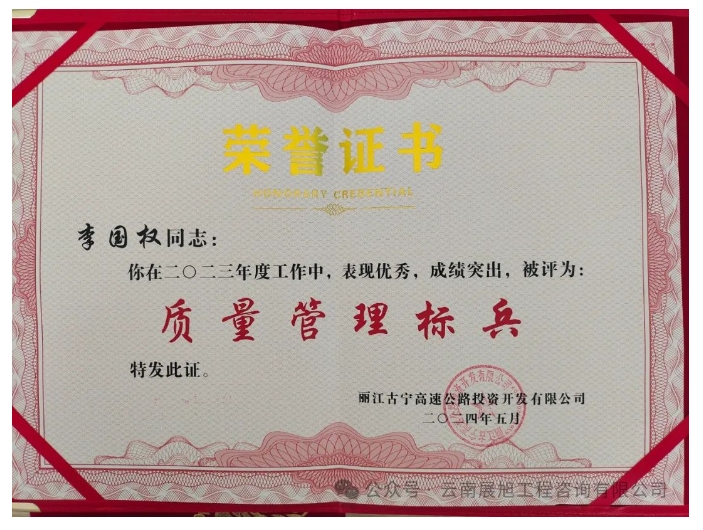 荣誉证书
HONORARY CREDENTIAL
李国权同志：
你在二〇二三年度工作中，表现优秀，成绩突出，被评为：
质量管理标兵
特发此证。
丽江古宁高速公路投资开发有限公司
二〇二四年五月
公众号 云南展旭工程咨询有限公司